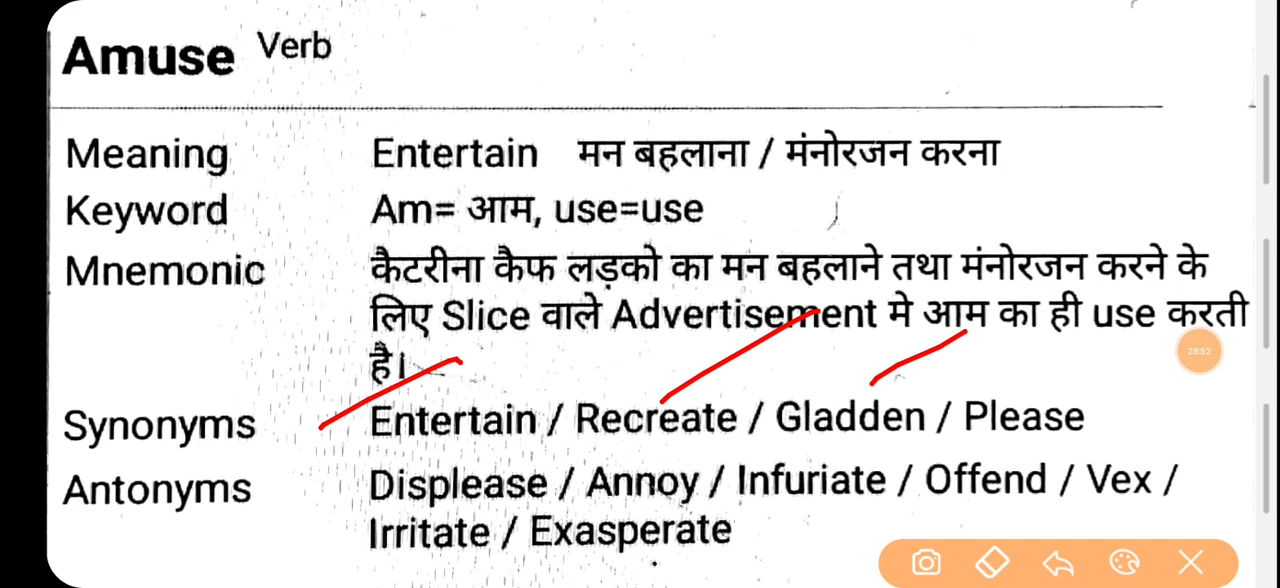 Amuse Verb
Meaning Entertain मन बहलाना / मंनोरजन करना
Keyword Am= आम, use=use
Mnemonic कैटरीना कैफ लड़को का मन बहलाने तथा मंनोरजन करने के
लिए Slice वाले Advertisement मे आम का ही use करती
है।
Synonyms Entertain / Recreate / Gladden / Please
Antonyms Displease / Annoy / Infuriate / Offend / Vex /
Irritate / Exasperate
28:52